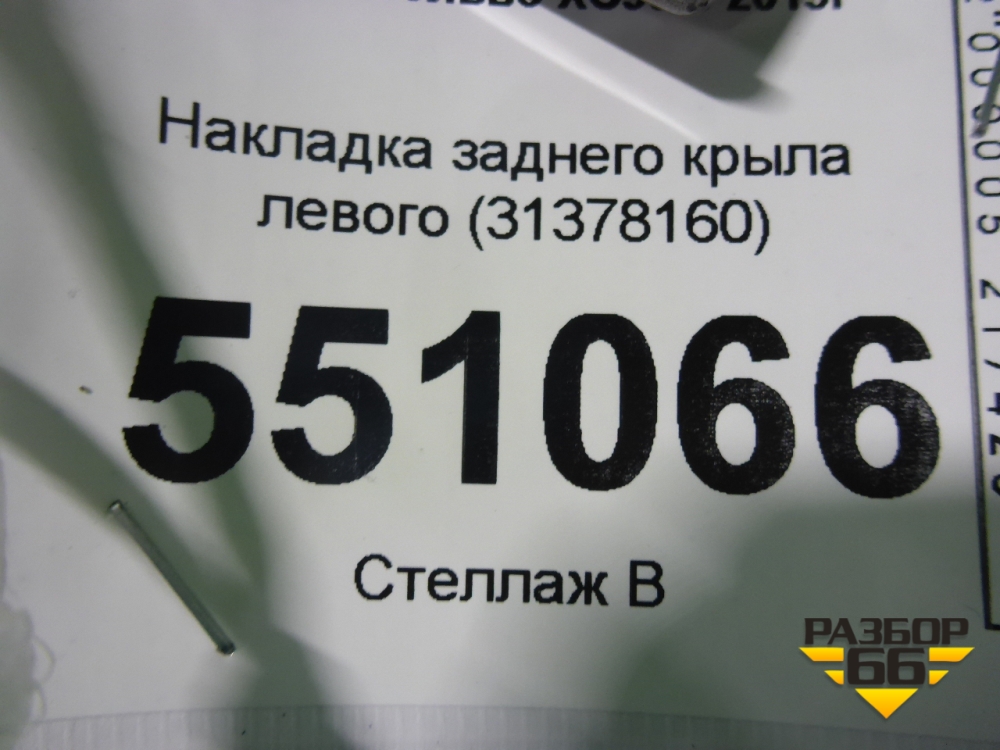 Накладка заднего крыла
левого (31378160)
551066
Стеллаж В
РАЗБОР
66